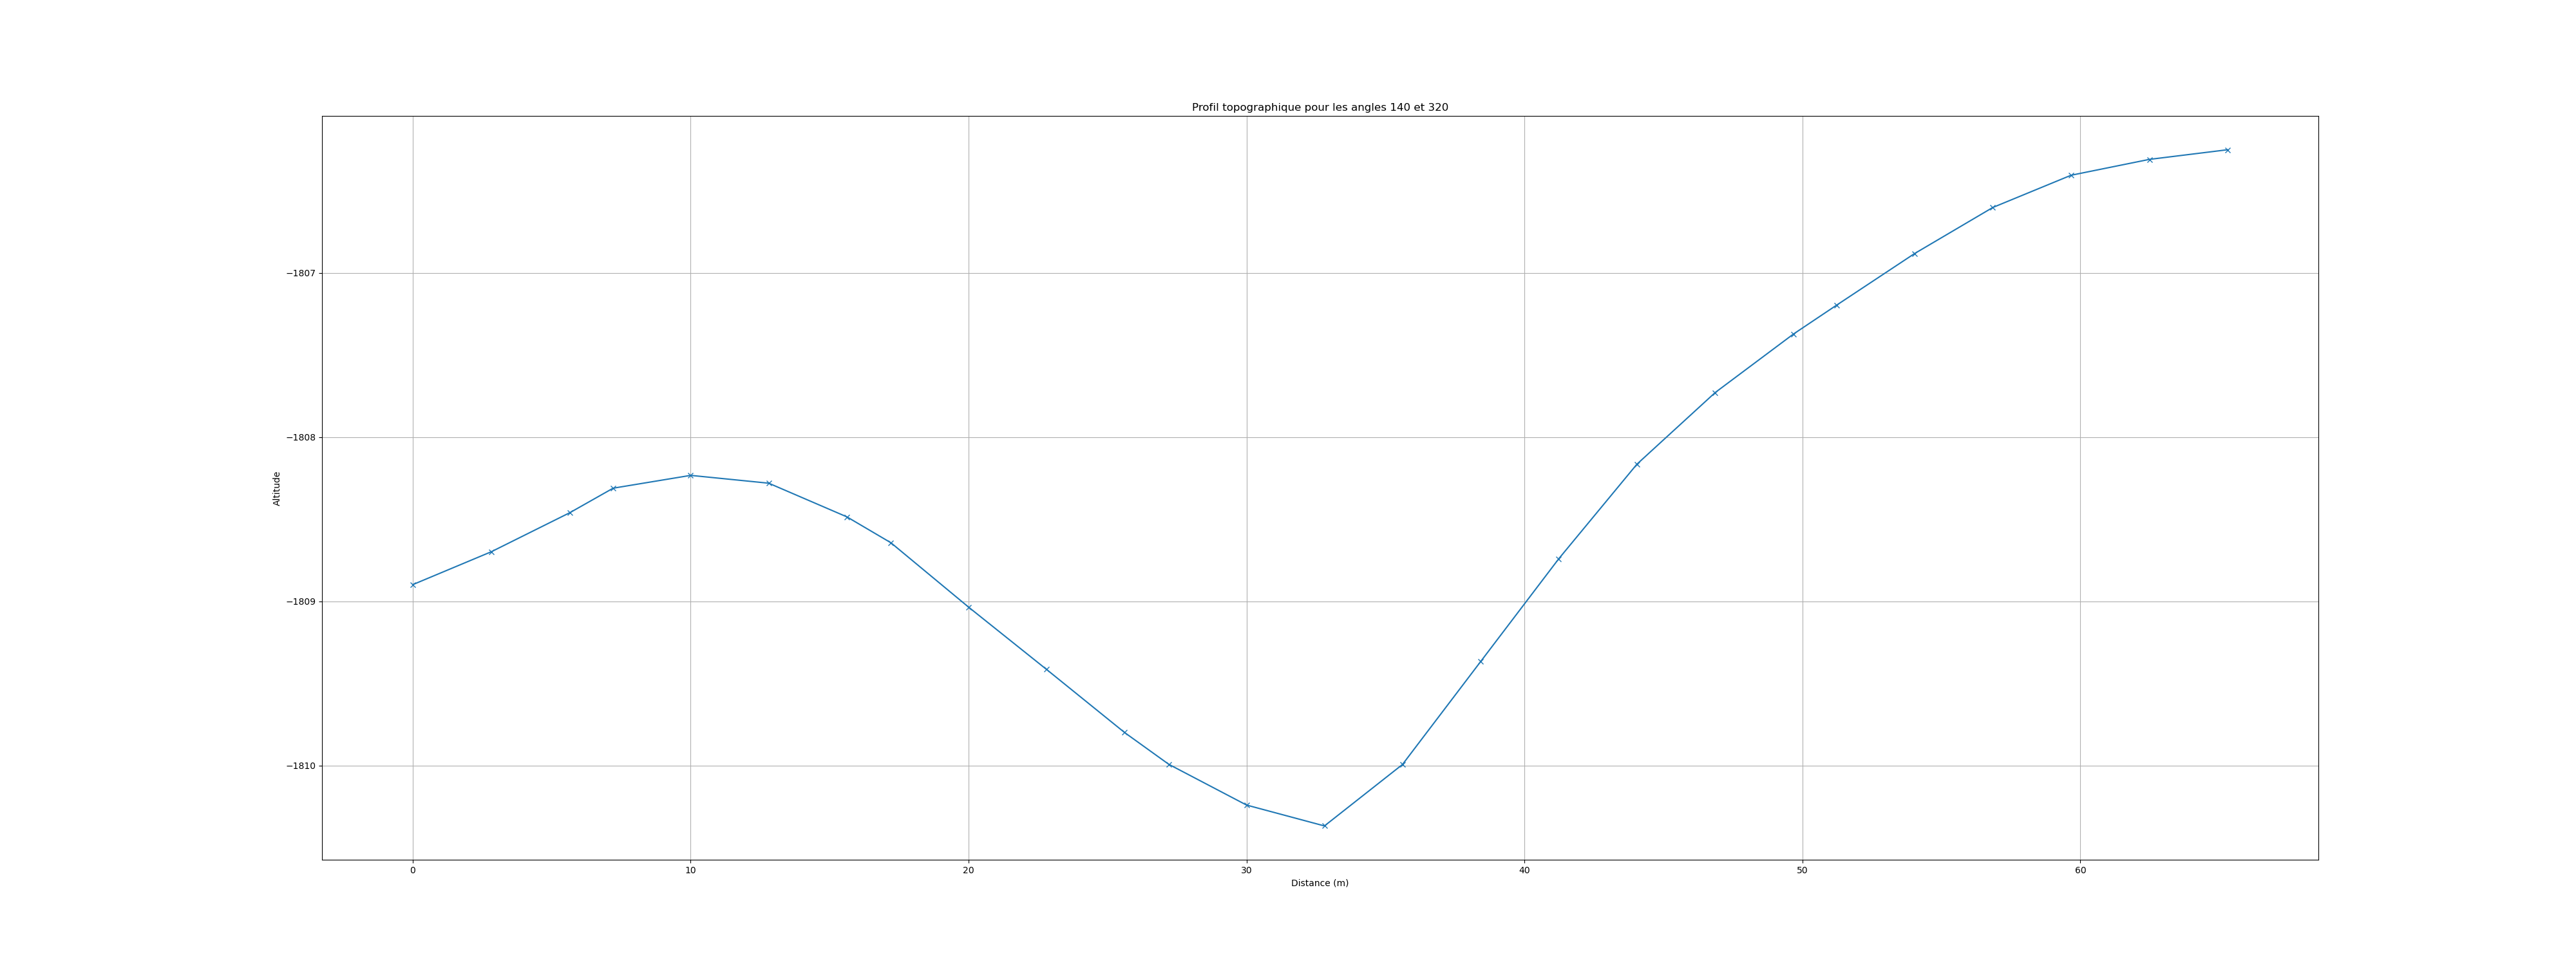 Profil topographique pour les angles 140 et 320
Altitude
−1807
−1808
−1809
−1810
0 10 20 30 40 50 60
Distance (m)